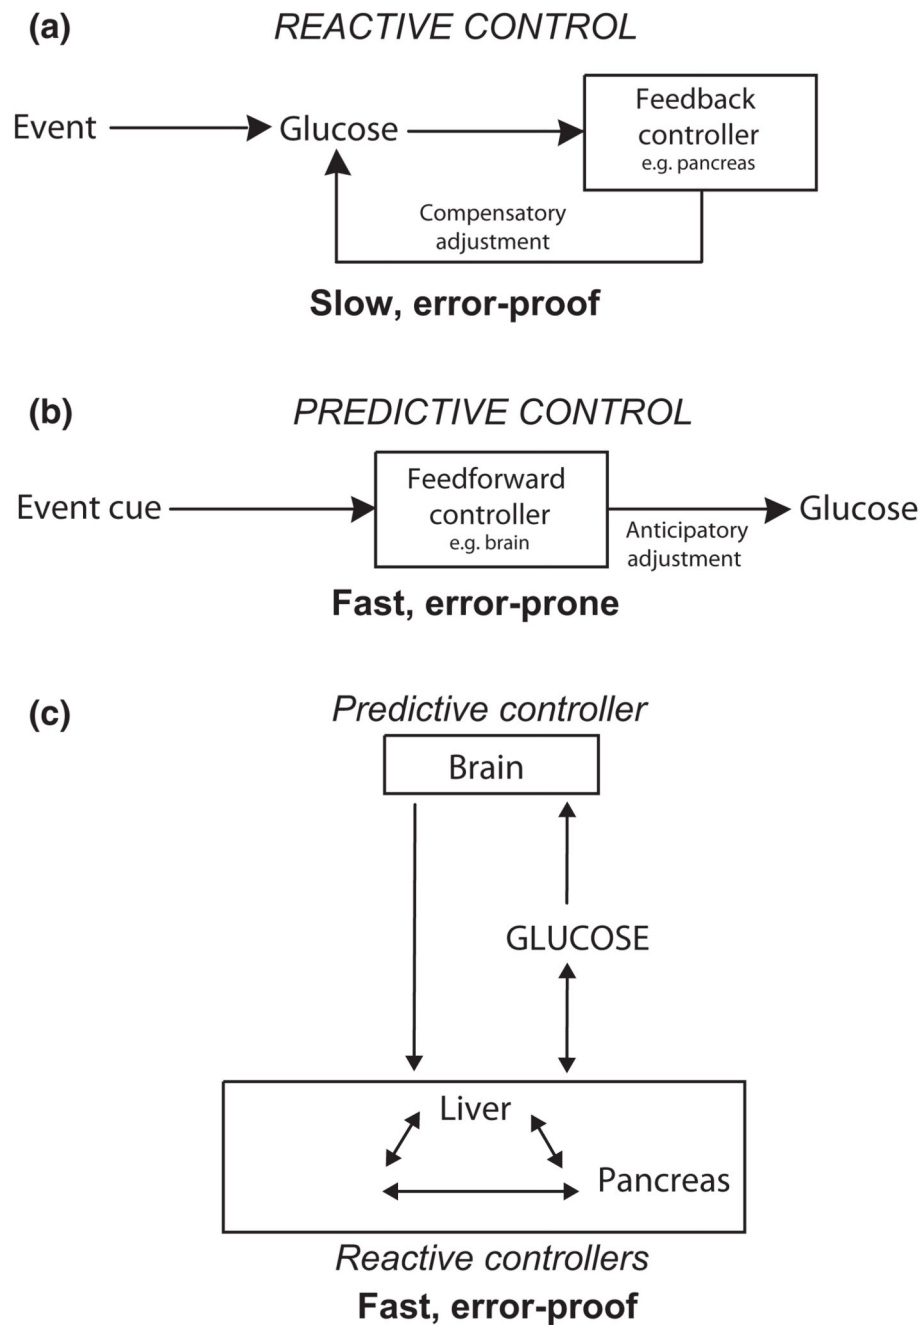 (a) REACTIVE CONTROL
Event
Glucose
Feedback
controller
e.g. pancreas
Compensatory
adjustment
Slow, error-proof
(b) PREDICTIVE CONTROL
Event cue
Feedforward
controller
e.g. brain
Anticipatory
adjustment
Glucose
Fast, error-prone
(c) Predictive controller
Brain
GLUCOSE
Liver
Pancreas
Reactive controllers
Fast, error-proof